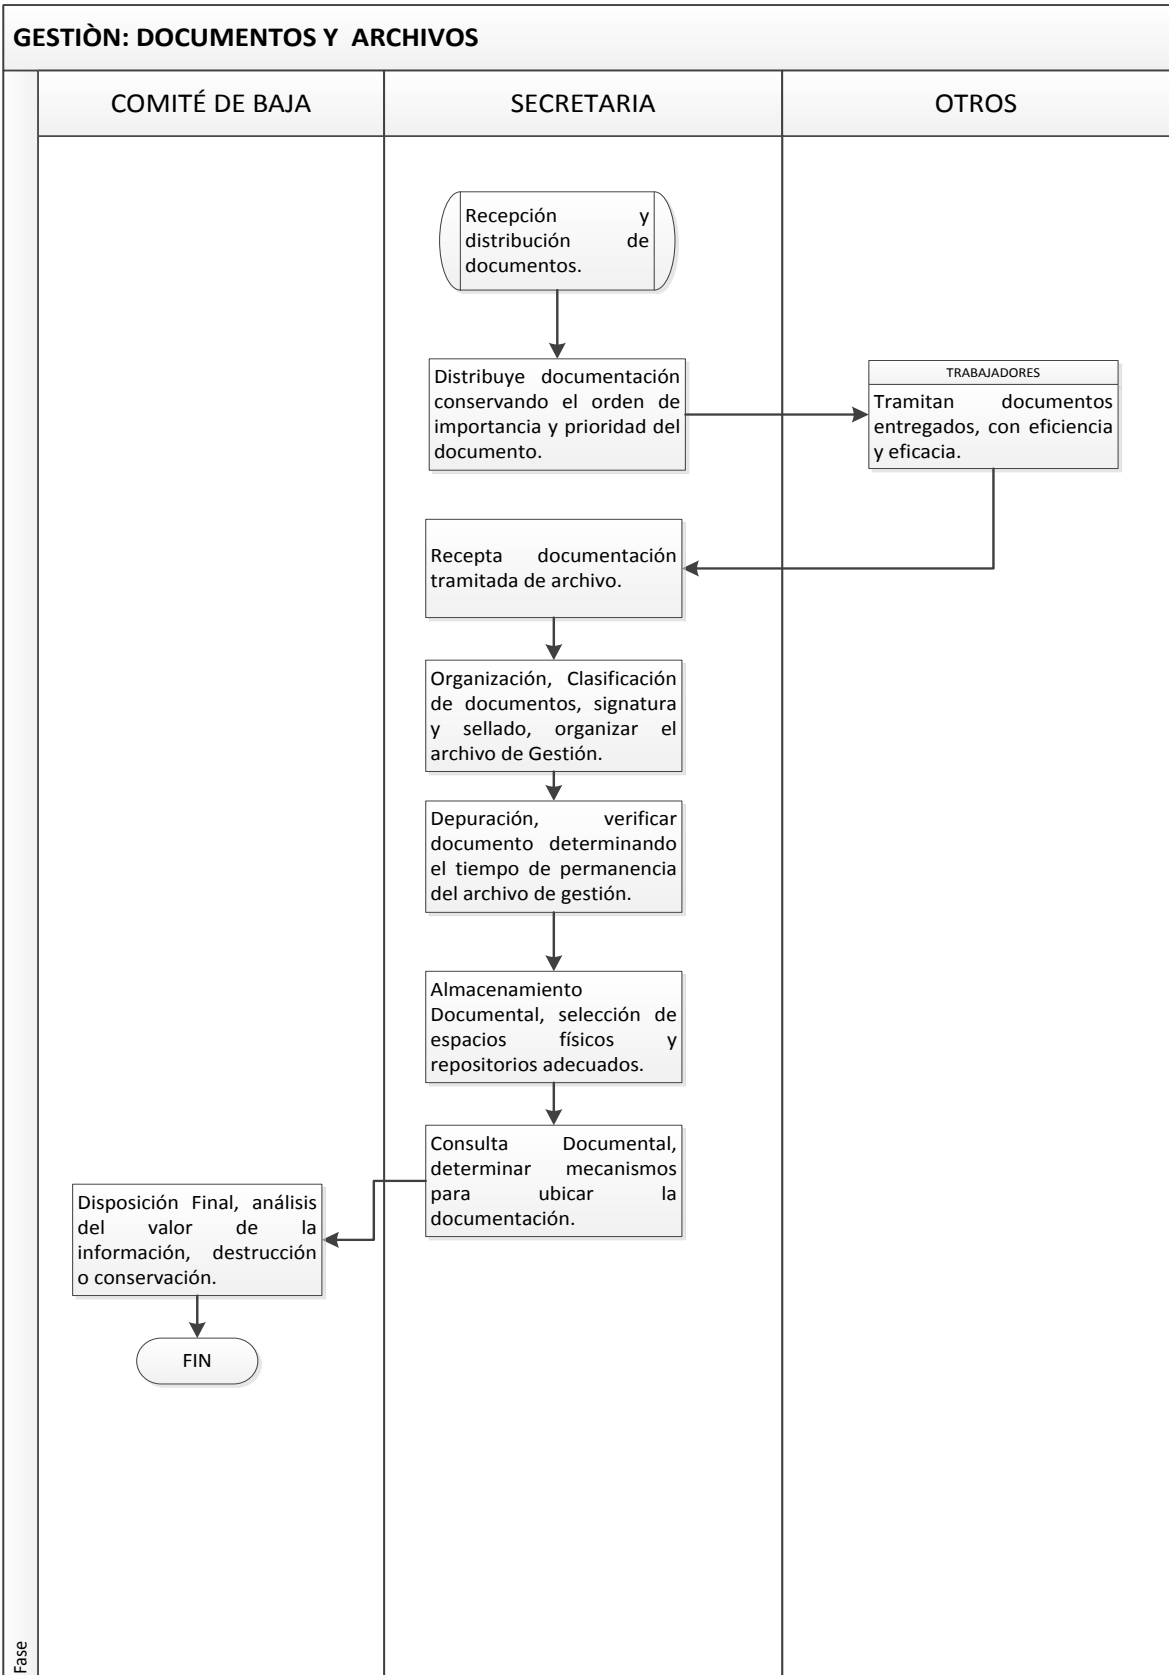 GESTIÒN: DOCUMENTOS Y  ARCHIVOS
COMITÉ DE BAJA
SECRETARIA
OTROS
Recepción y
distribución de
documentos.
Distribuye documentación
conservando el orden de
importancia y prioridad del
documento.
TRABAJADORES
Tramitan documentos
entregados, con eficiencia
y eficacia.
Recepta documentación
tramitada de archivo.
Organización, Clasificación
de documentos, signatura
y sellado, organizar el
archivo de Gestión.
Depuración, verificar
documento determinando
el tiempo de permanencia
del archivo de gestión.
Almacenamiento
Documental, selección de
espacios físicos y
repositorios adecuados.
Consulta Documental,
determinar mecanismos
para ubicar la
documentación.
Disposición Final, análisis
del valor de la
información, destrucción
o conservación.
FIN
Fase